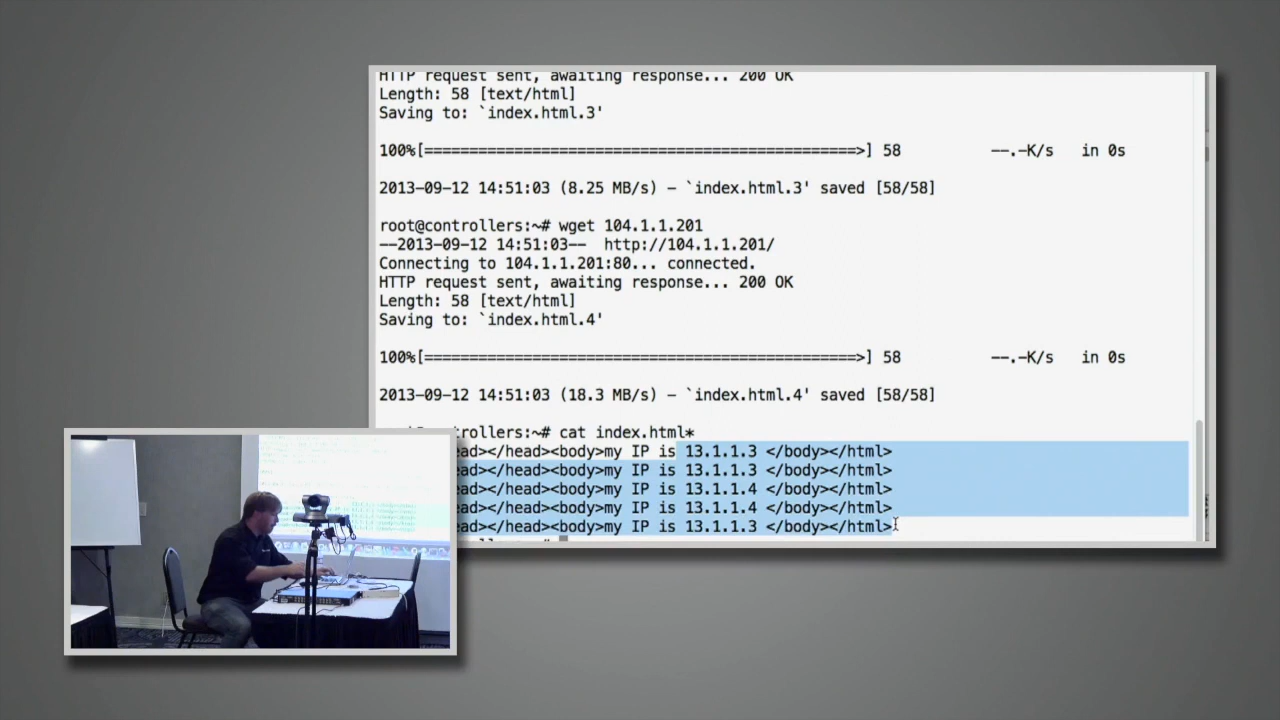 HTTP request sent, awaiting response... 200 OK
Length: 58 [text/html]
Saving to: `index.html.3'
100%[================================================>] 58 --.-K/s in 0s
2013-09-12 14:51:03 (8.25 MB/s) - `index.html.3' saved [58/58]
root@controllers:~# wget 104.1.1.201
--2013-09-12 14:51:03-- http://104.1.1.201/
Connecting to 104.1.1.201:80... connected.
HTTP request sent, awaiting response... 200 OK
Length: 58 [text/html]
Saving to: `index.html.4'
100%[================================================>] 58 --.-K/s in 0s
2013-09-12 14:51:03 (18.3 MB/s) - `index.html.4' saved [58/58]
trollers:~# cat index.html*
ead></head><body>my IP is 13.1.1.3 </body></html>
ead></head><body>my IP is 13.1.1.3 </body></html>
ead></head><body>my IP is 13.1.1.4 </body></html>
ead></head><body>my IP is 13.1.1.4 </body></html>
ead></head><body>my IP is 13.1.1.3 </body></html>